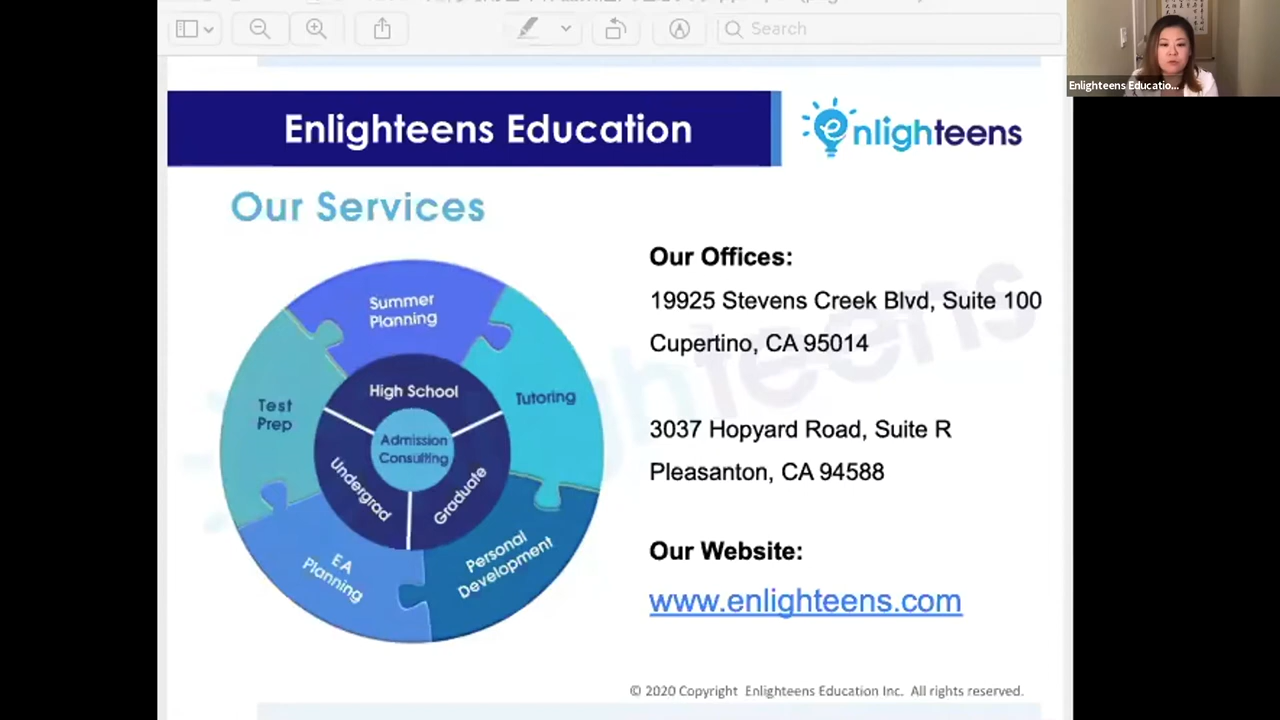 Search
Enlighteens Educatio...
Enlighteens Education
enlighteens
Our Services
Summer
Planning
Tutoring
Test
Prep
High School
Admission
Consulting
Undergrad
Graduate
EA
Planning
Personal
Development
Our Offices:
19925 Stevens Creek Blvd, Suite 100
Cupertino, CA 95014
3037 Hopyard Road, Suite R
Pleasanton, CA 94588
Our Website:
www.enlighteens.com
© 2020 Copyright Enlighteens Education Inc. All rights reserved.